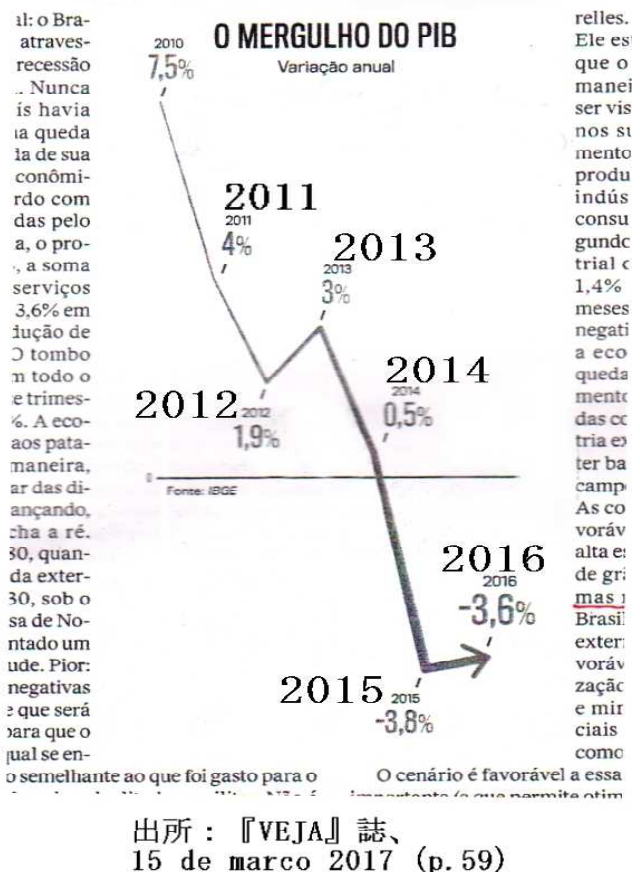 al: o Bra-
atraves-
recessão
. Nunca
ís havia
na queda
da de sua
conômi-
rdo com
das pelo
a, o pro-
, a soma
serviços
3,6% em
dução de
O tombo
m todo o
e trimes-
%. A eco-
aos pata-
maneira,
ar das di-
ançando,
cha a ré.
30, quan-
da exter-
30, sob o
sa de No-
ntado um
ude. Pior:
negativas
e que será
para que o
qual se en-
o semelhante ao que foi gasto para o
O MERGULHO DO PIB
Variação anual
2010
7,5%
2011
2011
4%
2013
2013
3%
2012
2012
1,9%
2014
2014
0,5%
0
Fonte: IBGE
2016
2016
-3,6%
2015
2015
-3,8%
relles.
Ele es
que o
manei
ser vis
nos su
mento
produ
indús
consu
gundo
trial c
1,4%
meses
negati
a eco
queda
mento
das co
tria ex
ter ba
camp
As co
voráv
alta e
de gr
mas
Brasil
exter
voráv
zação
e mir
ciais
como
O cenário é favorável a essa
出所：『VEJA』誌、
15 de marco 2017 (p.59)